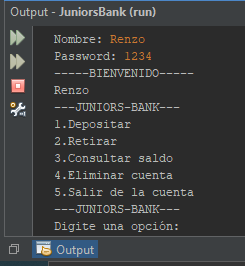 Output - JuniorsBank (run)
Nombre: Renzo
Password: 1234
-----BIENVENIDO-----
Renzo
---JUNIORS-BANK---
1.Depositar
2.Retirar
3.Consultar saldo
4.Eliminar cuenta
5.Salir de la cuenta
---JUNIORS-BANK---
Digite una opción:
Output